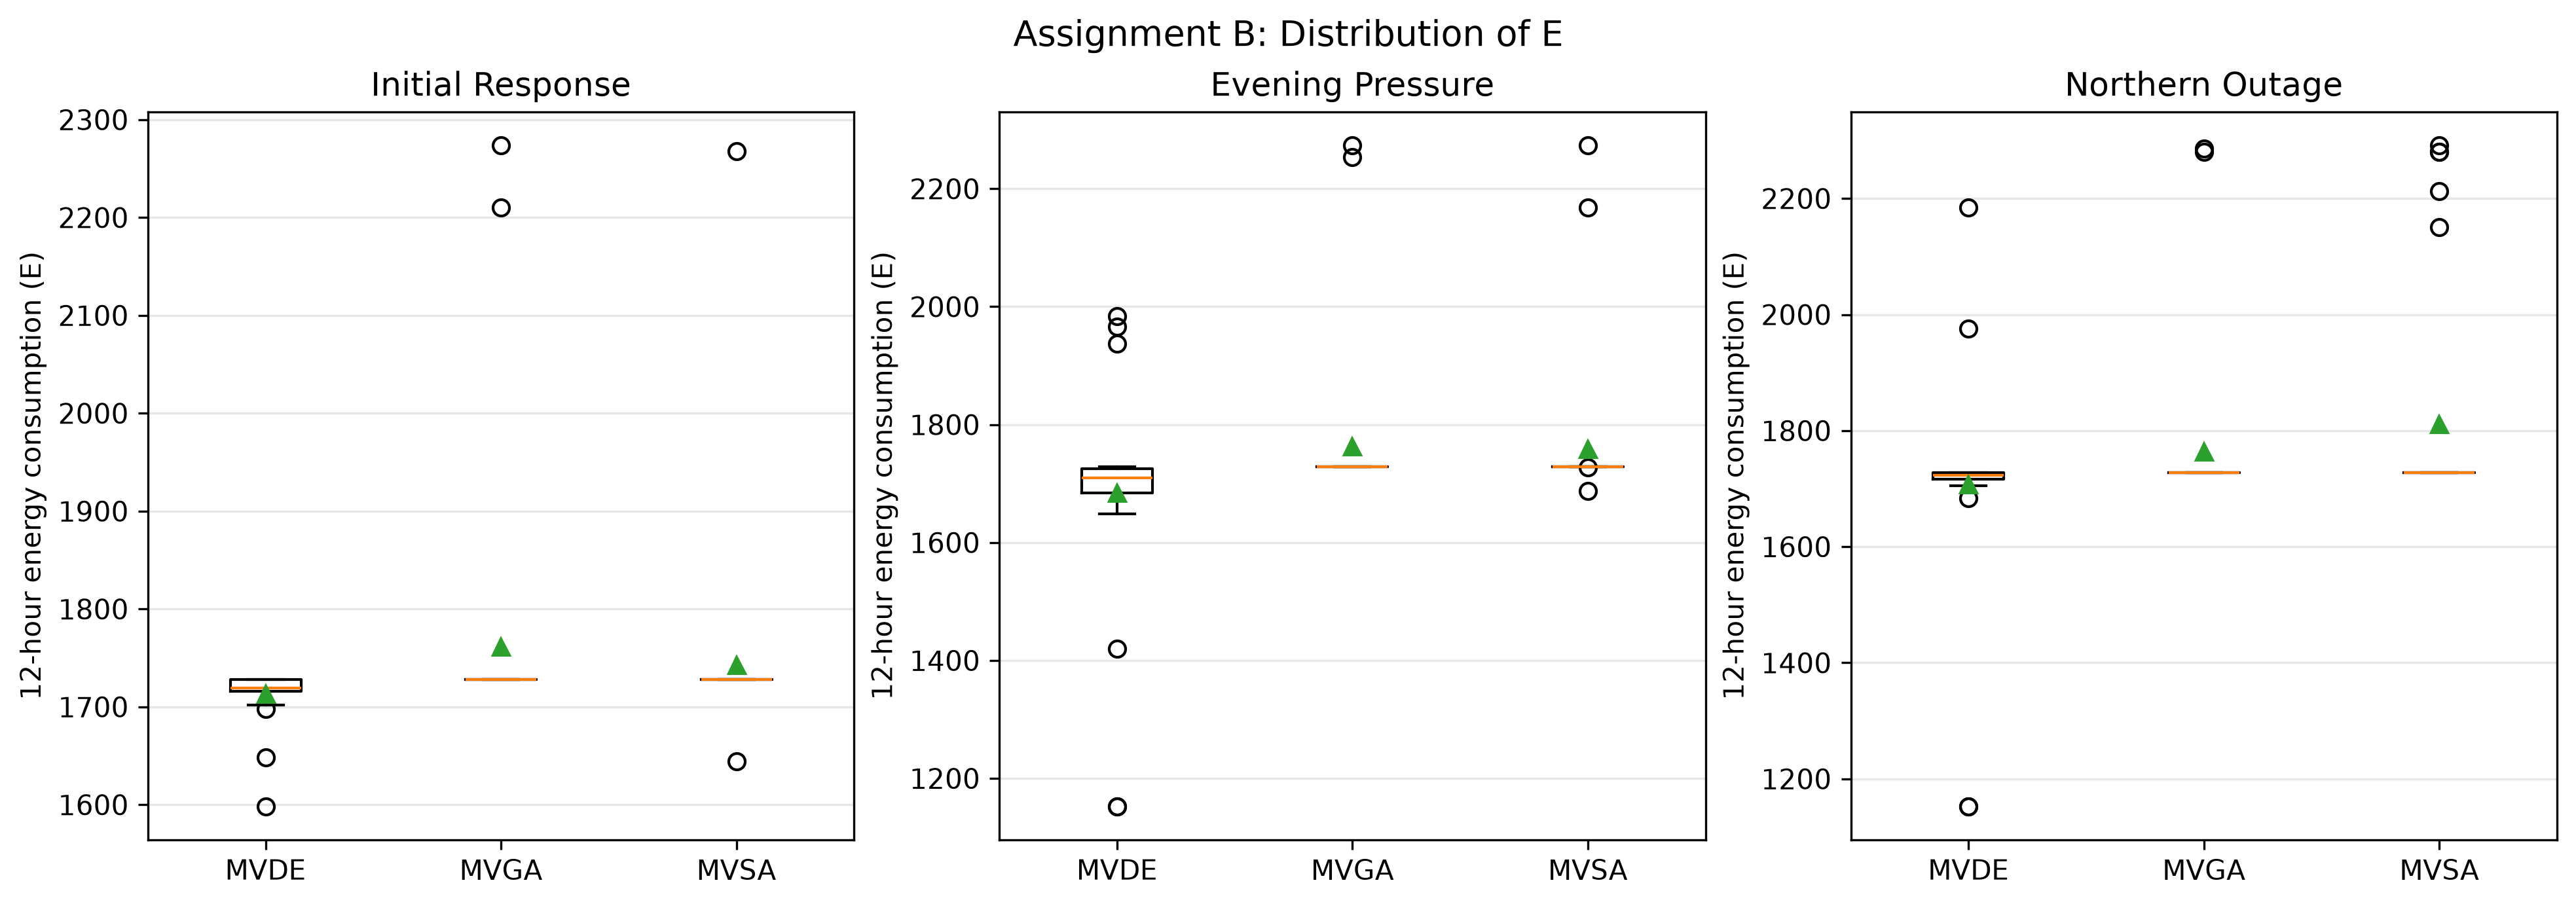 Assignment B: Distribution of E
Initial Response
12-hour energy consumption (E)
2300
2200
2100
2000
1900
1800
1700
1600
MVDE MVGA MVSA
Evening Pressure
12-hour energy consumption (E)
2200
2000
1800
1600
1400
1200
MVDE MVGA MVSA
Northern Outage
12-hour energy consumption (E)
2200
2000
1800
1600
1400
1200
MVDE MVGA MVSA